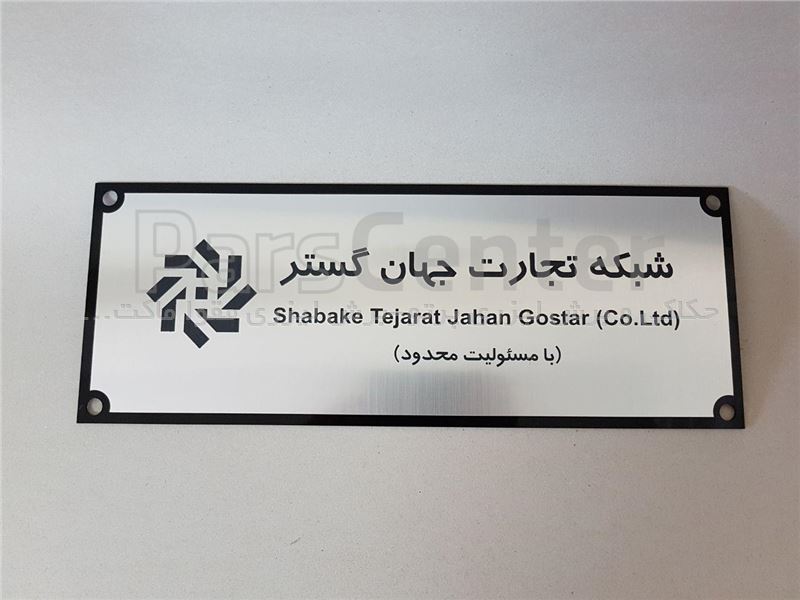 ParsCenter
شبکه تجارت جهان گستر
Shabake Tejarat Jahan Gostar (Co.Ltd)
(با مسئولیت محدود)